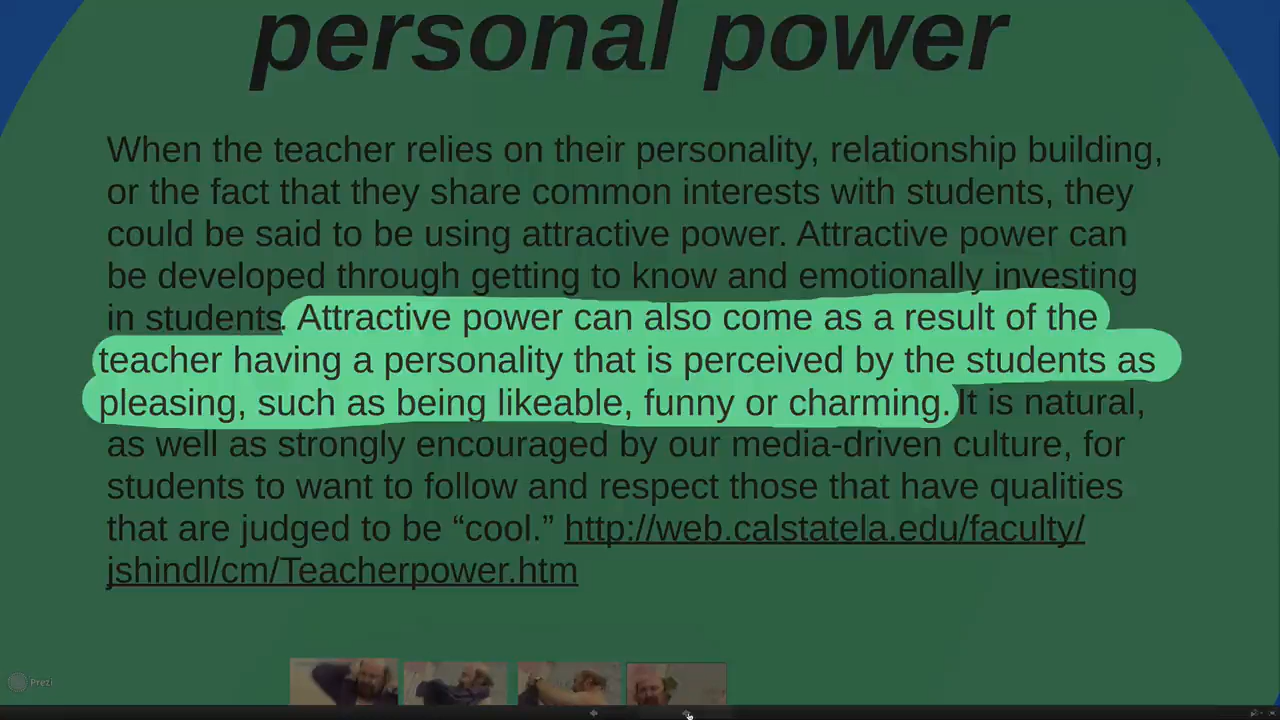 personal power
When the teacher relies on their personality, relationship building,
or the fact that they share common interests with students, they
could be said to be using attractive power. Attractive power can
be developed through getting to know and emotionally investing
in students. Attractive power can also come as a result of the
teacher having a personality that is perceived by the students as
pleasing, such as being likeable, funny or charming. It is natural,
as well as strongly encouraged by our media-driven culture, for
students to want to follow and respect those that have qualities
that are judged to be “cool.” http://web.calstatela.edu/faculty/
jshindl/cm/Teacherpower.htm
Prezi